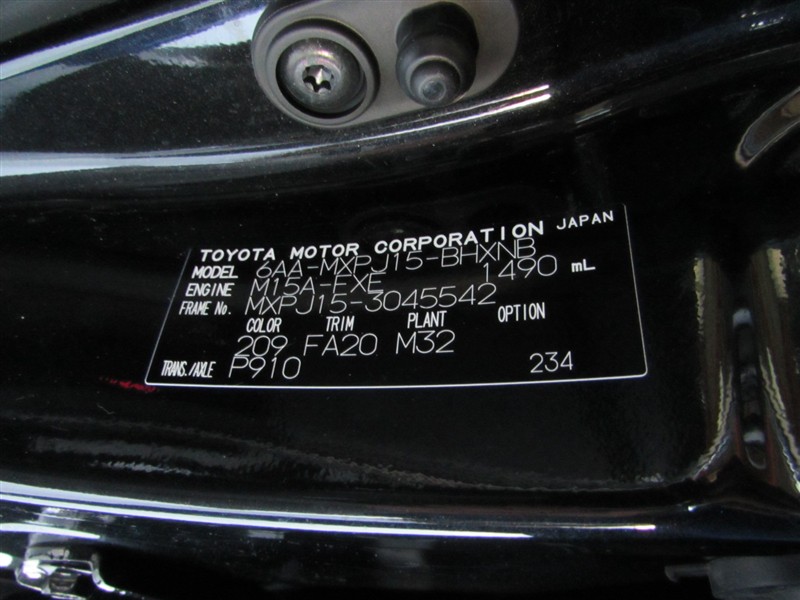 TOYOTA MOTOR CORPORATION JAPAN
MODEL 6AA-MXPJ15-BHXNB
ENGINE M15A-FXE 1490 mL
FRAME No. MXPJ15-3045542
COLOR TRIM PLANT OPTION
209 FA20 M32
TRANS./AXLE P910 234